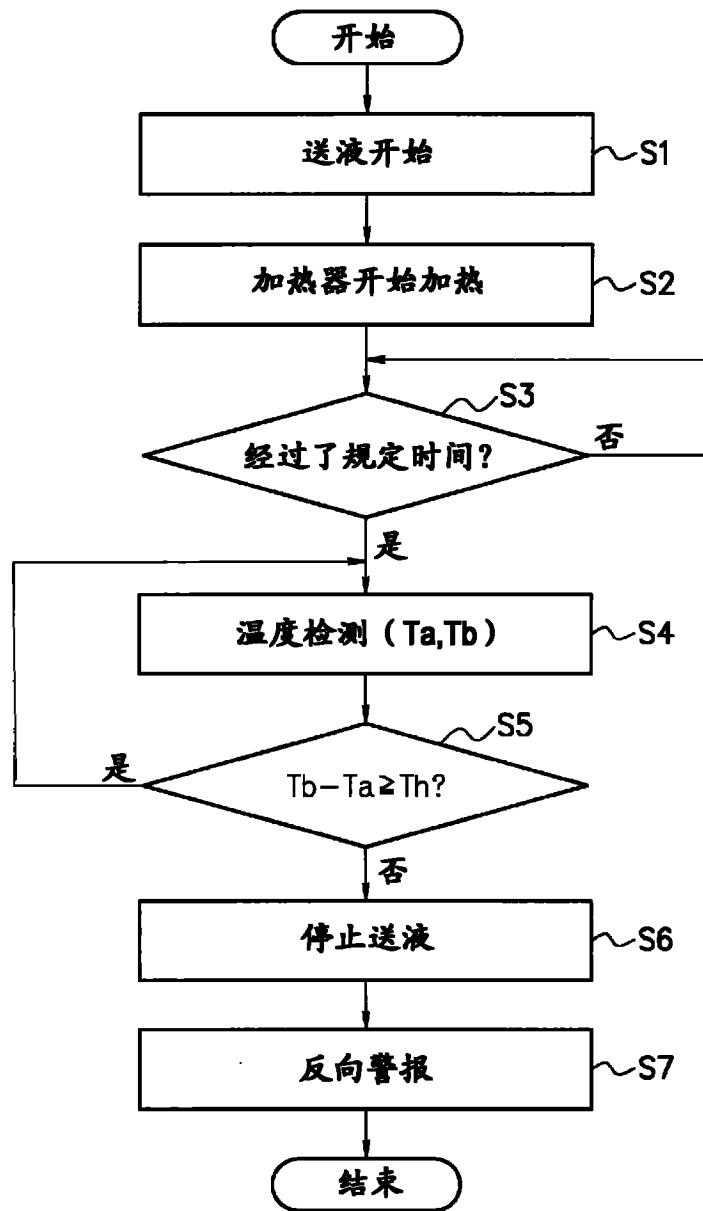 开始
送液开始
S1
加热器开始加热
S2
S3
经过了规定时间?
否
是
温度检测(Ta,Tb)
S4
S5
是
Tb-Ta≧Th?
否
停止送液
S6
反向警报
S7
结束